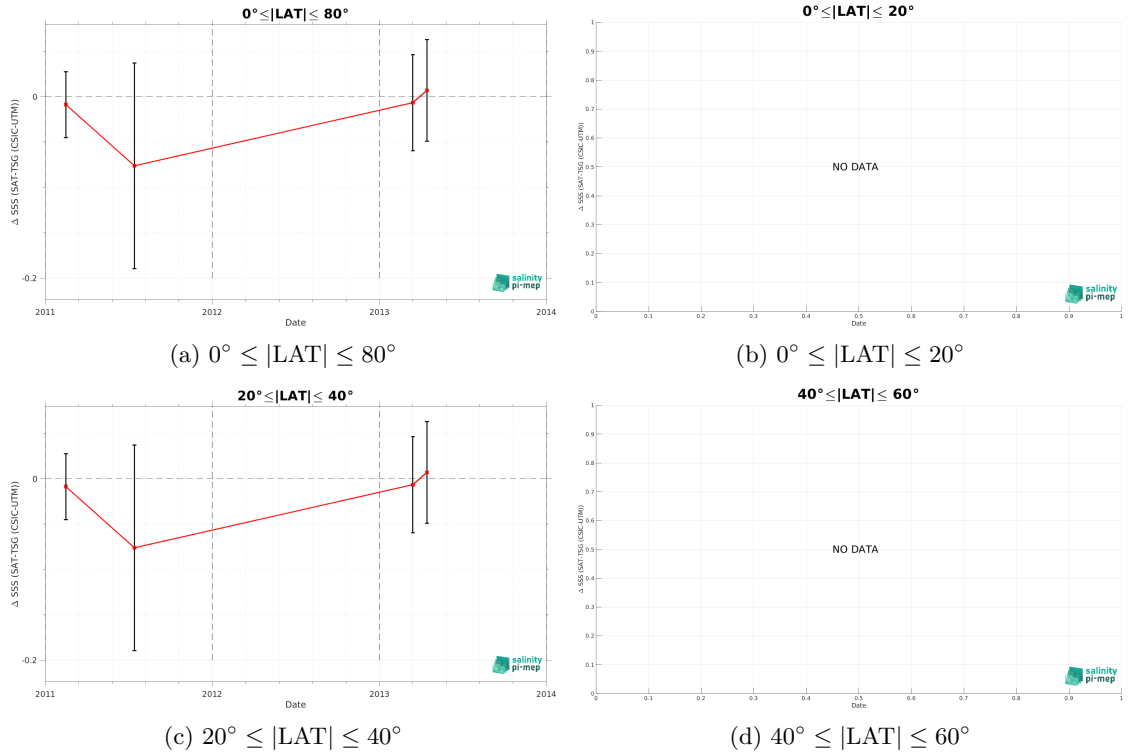 0°≤|LAT|≤ 80°
Δ SSS (SAT-TSG (CSIC-UTM))
0
-0.2
salinity
pi-mep
2011 2012 2013 2014
Date
(a) 0° ≤ |LAT| ≤ 80°
0°≤|LAT|≤ 20°
Δ SSS (SAT-TSG (CSIC-UTM))
1
0.9
0.8
0.7
0.6
0.5
0.4
0.3
0.2
0.1
0
NO DATA
salinity
pi-mep
0 0.1 0.2 0.3 0.4 0.5 0.6 0.7 0.8 0.9 1
Date
(b) 0° ≤ |LAT| ≤ 20°
20°≤|LAT|≤ 40°
Δ SSS (SAT-TSG (CSIC-UTM))
0
-0.2
salinity
pi-mep
2011 2012 2013 2014
Date
(c) 20° ≤ |LAT| ≤ 40°
40°≤|LAT|≤ 60°
Δ SSS (SAT-TSG (CSIC-UTM))
1
0.9
0.8
0.7
0.6
0.5
0.4
0.3
0.2
0.1
0
NO DATA
salinity
pi-mep
0 0.1 0.2 0.3 0.4 0.5 0.6 0.7 0.8 0.9 1
Date
(d) 40° ≤ |LAT| ≤ 60°